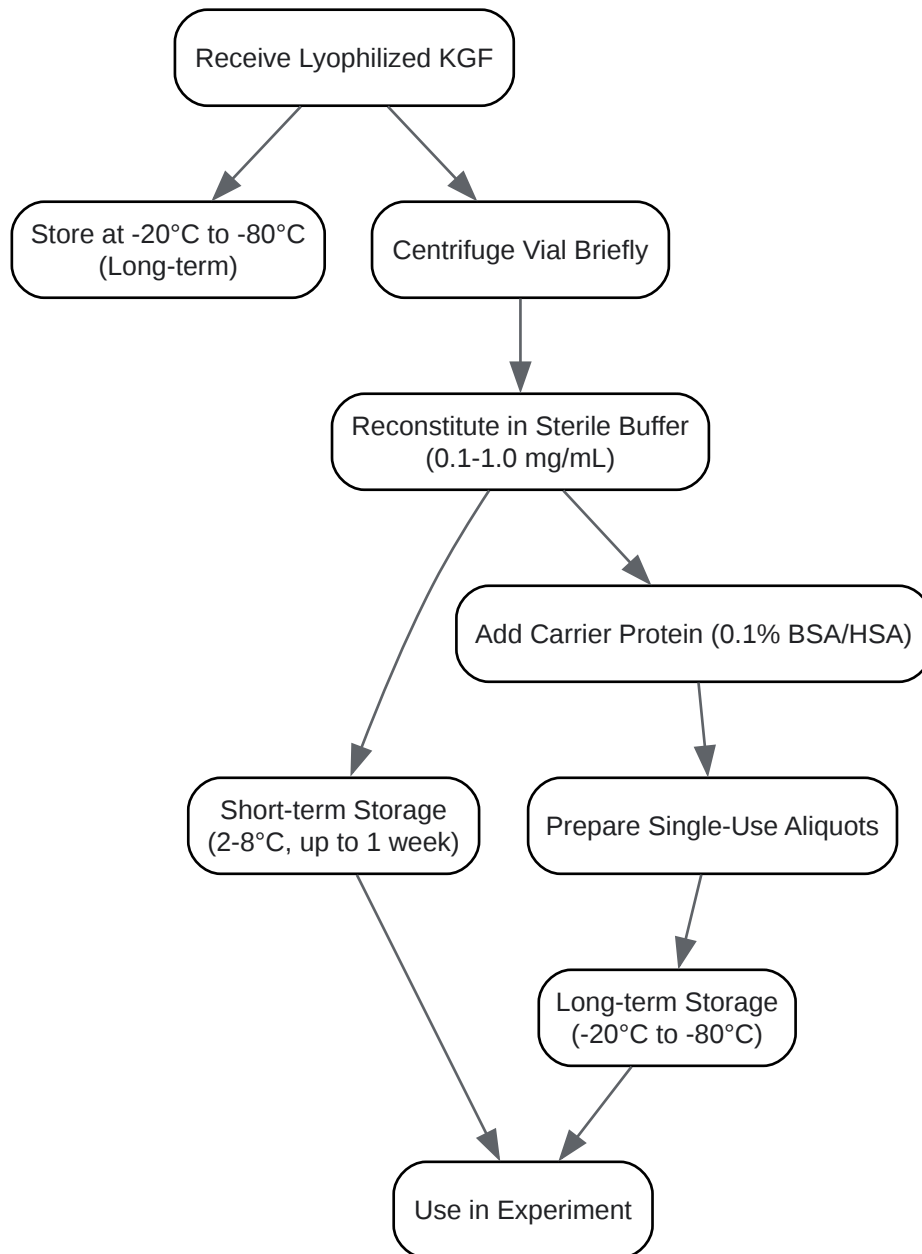 Receive Lyophilized KGF
Store at -20°C to -80°C
(Long-term)
Centrifuge Vial Briefly
Reconstitute in Sterile Buffer
(0.1-1.0 mg/mL)
Add Carrier Protein (0.1% BSA/HSA)
Short-term Storage
(2-8°C, up to 1 week)
Prepare Single-Use Aliquots
Long-term Storage
(-20°C to -80°C)
Use in Experiment